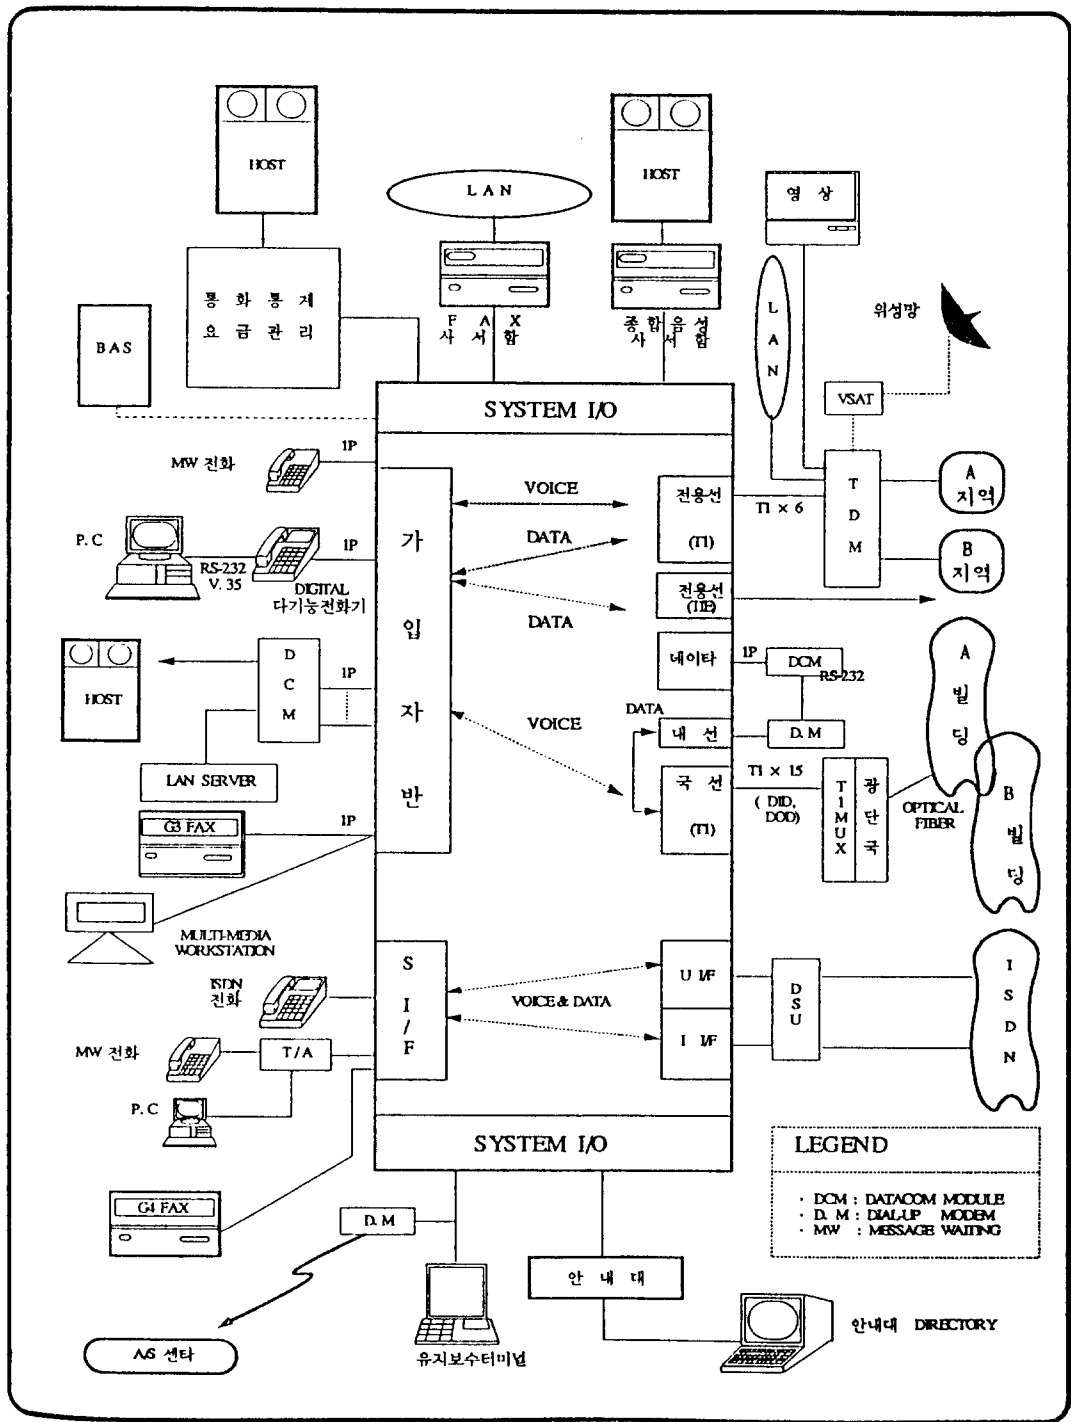 HOST
HOST
LAN
영 상
통 화 통 제
요 금 관 리
F A X
사 서 함
종 합 음 성
사 서 함
L
A
N
위성망
BAS
SYSTEM I/O
VSAT
MW 전화
1P
VOICE
전용선
(T1)
T1 × 6
T
D
M
A
지역
P. C
RS-232
V. 35
1P
DIGITAL
다기능전화기
가
입
자
반
DATA
B
지역
DATA
전용선
(T1E)
데이타
1P
DCM
RS-232
A
빌
딩
HOST
D
C
M
1P
DATA
VOICE
내 선
D.M
LAN SERVER
국 선
(T1)
T1 × 15
( DID,
DOD)
T
1
M
U
X
광
단
국
OPTICAL
FIBER
B
빌
딩
G3 FAX
1P
MULTI-MEDIA
WORKSTATION
ISDN
전화
S
I
/
F
VOICE & DATA
U I/F
I I/F
D
S
U
I
S
D
N
MW 전화
T/A
P. C
SYSTEM I/O
G4 FAX
LEGEND
· DCM : DATACOM MODULE
· D. M : DIAL-UP MODEM
· MW : MESSAGE WAITING
D.M
안 내 대
A/S 센타
유지보수터미널
안내대 DIRECTORY